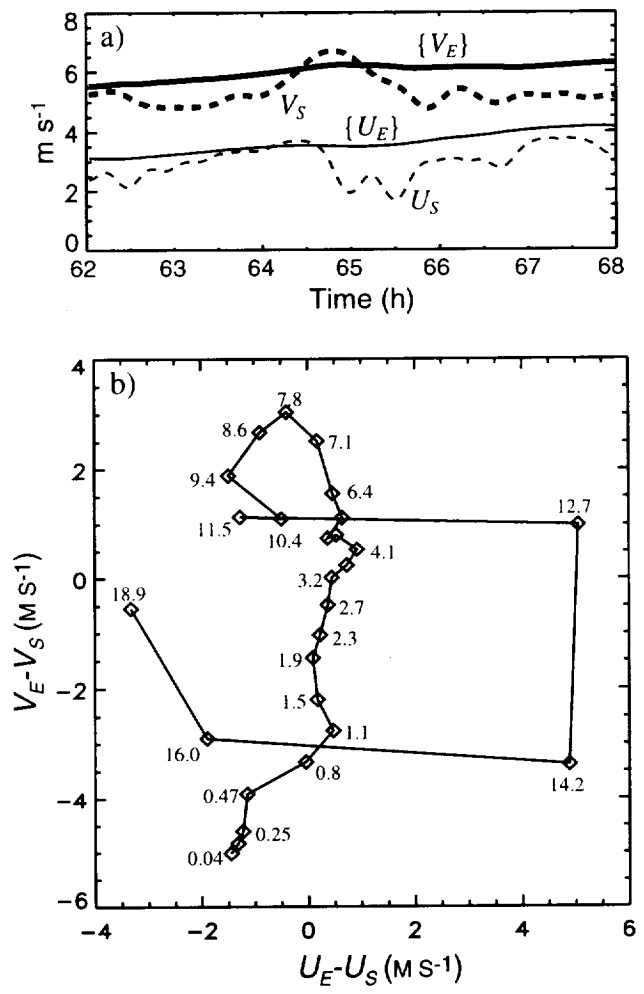 a)
8
6
4
2
0
m s-1
{V_E}
V_S
{U_E}
U_S
62 63 64 65 66 67 68
Time (h)
b)
4
2
0
−2
−4
−6
V_E-V_S (M S-1)
7.8
8.6
7.1
9.4
6.4
12.7
11.5
10.4
4.1
18.9
3.2
2.7
2.3
1.9
1.5
1.1
16.0
0.8
14.2
0.47
0.25
0.04
−4 −2 0 2 4 6
U_E-U_S (M S-1)